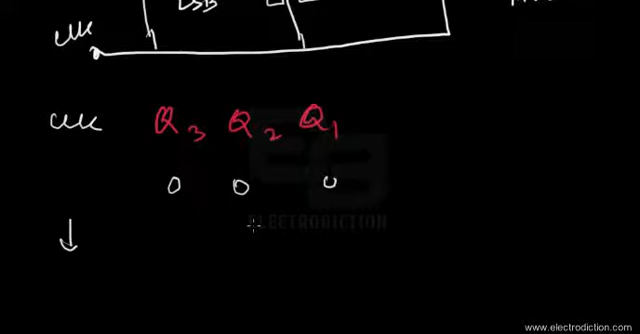 LSB
CLK
CLK Q3 Q2 Q1
0 0 0
↓
ELECTRODICTION
www.electrodiction.com